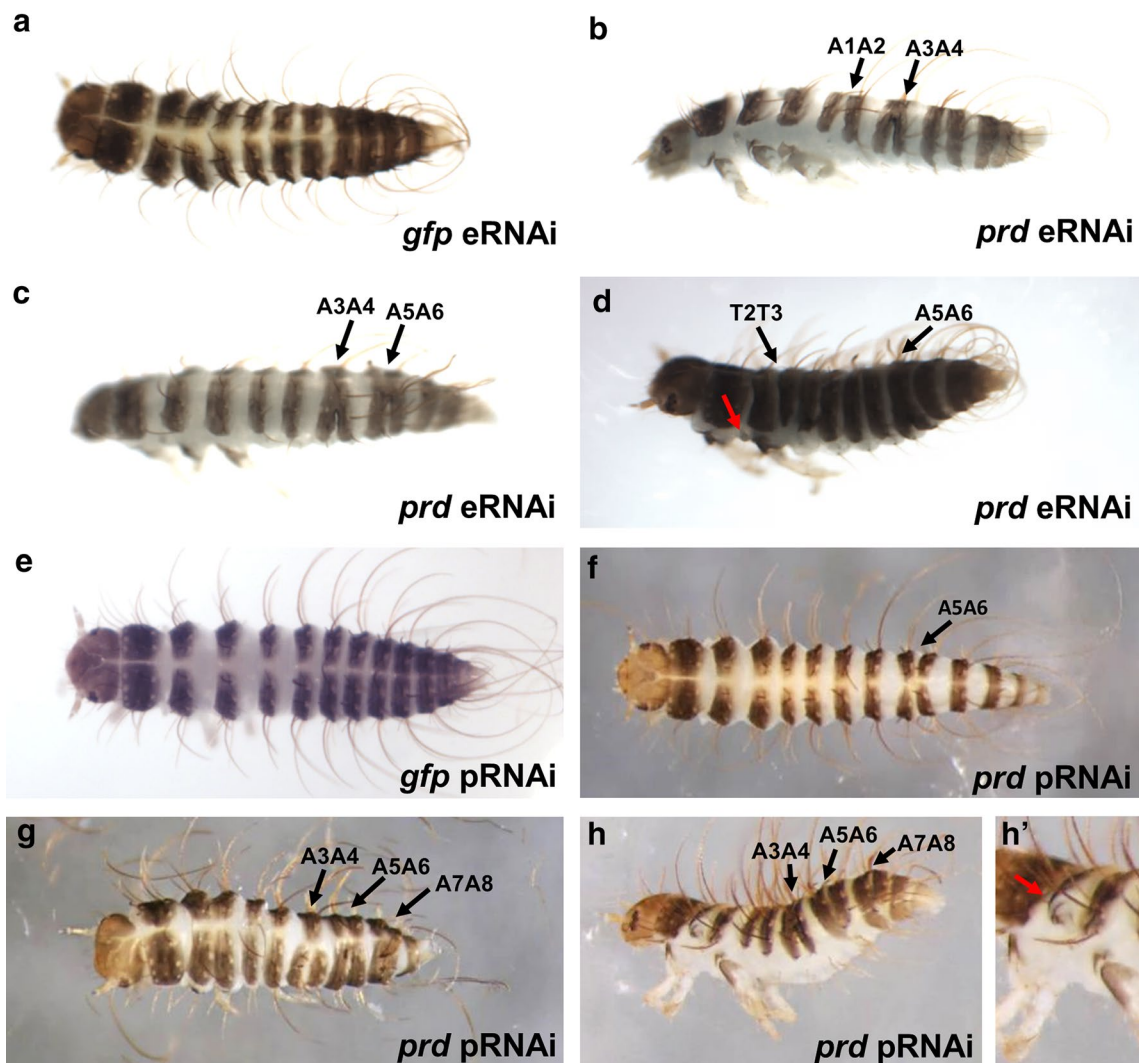 a
gfp eRNAi
b
A1A2
A3A4
prd eRNAi
c
A3A4
A5A6
prd eRNAi
d
T2T3
A5A6
prd eRNAi
e
gfp pRNAi
f
A5A6
prd pRNAi
g
A3A4
A5A6
A7A8
prd pRNAi
h
A3A4
A5A6
A7A8
prd pRNAi
h’